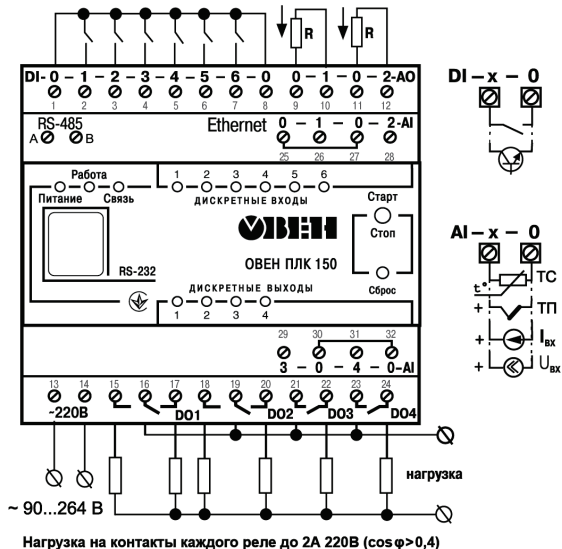 R R
DI- 0 - 1 - 2 - 3 - 4 - 5 - 6 - 0 0 - 1 - 0 - 2-AO
1 2 3 4 5 6 7 8 9 10 11 12
RS-485
A B
Ethernet 0 - 1 - 0 - 2-AI
25 26 27 28
Работа
Питание Связь
1 2 3 4 5 6
ДИСКРЕТНЫЕ ВХОДЫ
Старт
Стоп
ОВЕН
ОВЕН ПЛК 150
RS-232
Сброс
ДИСКРЕТНЫЕ ВЫХОДЫ
1 2 3 4
29 30 31 32
3 - 0 - 4 - 0-AI
13 14 15 16 17 18 19 20 21 22 23 24
~220В DO1 DO2 DO3 DO4
нагрузка
~ 90...264 В
Нагрузка на контакты каждого реле до 2А 220В (cosφ>0,4)
DI - x - 0
AI - x - 0
t° ТС
+ ТП
+ Iвх
+ Uвх